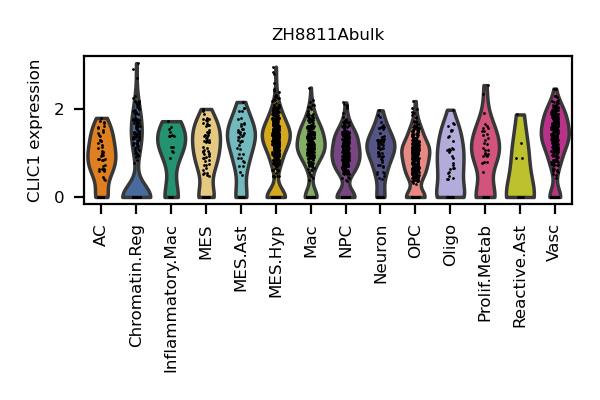 ZH8811Abulk
CLIC1 expression
2
0
AC
Chromatin.Reg
Inflammatory.Mac
MES
MES.Ast
MES.Hyp
Mac
NPC
Neuron
OPC
Oligo
Prolif.Metab
Reactive.Ast
Vasc